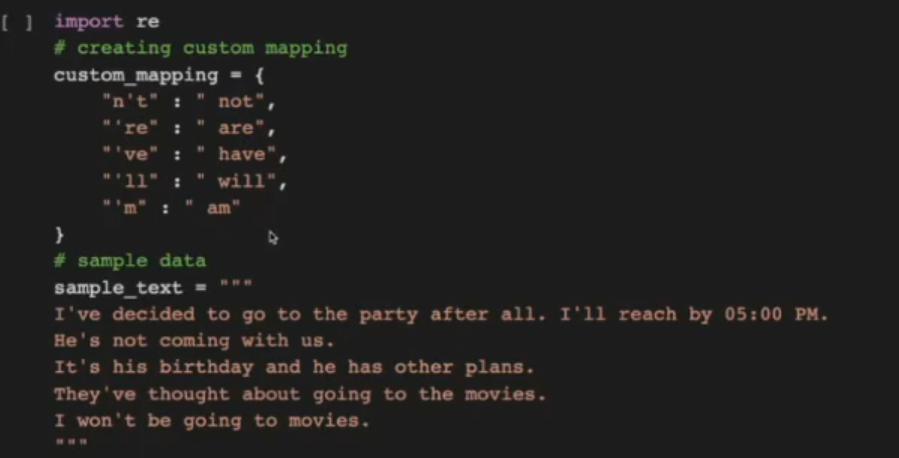 [ ] import re
# creating custom mapping
custom_mapping = {
"n't" : " not",
"'re" : " are",
"'ve" : " have",
"'ll" : " will",
"'m" : " am"
}
# sample data
sample_text = """
I've decided to go to the party after all. I'll reach by 05:00 PM.
He's not coming with us.
It's his birthday and he has other plans.
They've thought about going to the movies.
I won't be going to movies.
"""